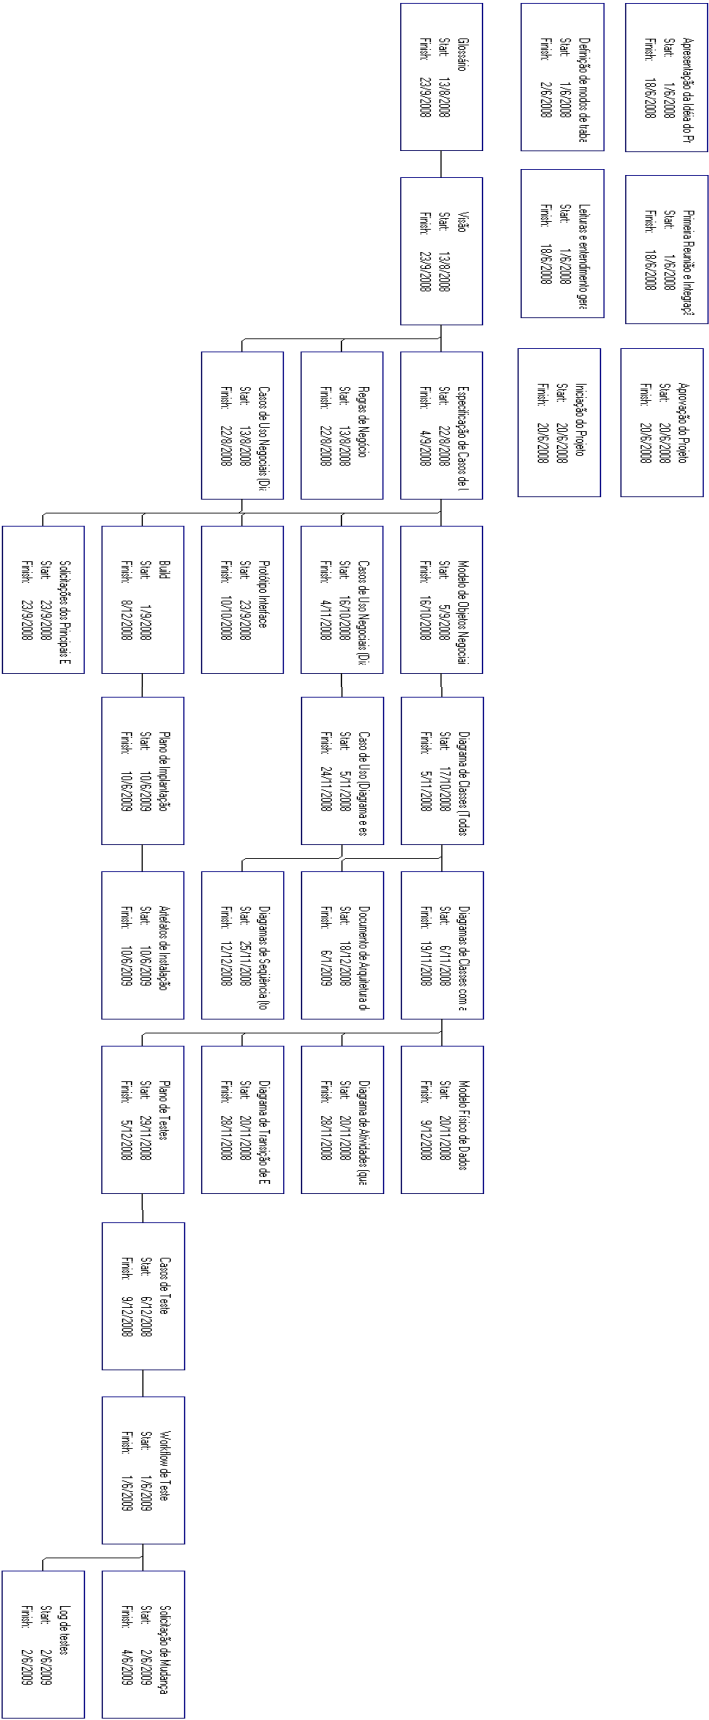 Apresentação da Idéia do Pr
Start: 1/6/2008
Finish: 18/6/2008
Primeira Reunião e Integraçã
Start: 1/6/2008
Finish: 18/6/2008
Aprovação do Projeto
Start: 20/6/2008
Finish: 20/6/2008
Definição de modos de traba
Start: 1/6/2008
Finish: 2/6/2008
Leituras e entendimento gera
Start: 1/6/2008
Finish: 18/6/2008
Iniciação do Projeto
Start: 20/6/2008
Finish: 20/6/2008
Glossário
Start: 13/8/2008
Finish: 23/9/2008
Visão
Start: 13/8/2008
Finish: 23/9/2008
Especificação de Casos de U
Start: 22/8/2008
Finish: 4/9/2008
Modelo de Objetos Negociai
Start: 5/9/2008
Finish: 16/10/2008
Diagrama de Classes (Todas
Start: 17/10/2008
Finish: 5/11/2008
Diagramas de Classes com a
Start: 6/11/2008
Finish: 19/11/2008
Modelo Físico de Dados
Start: 20/11/2008
Finish: 9/12/2008
Regras de Negócio
Start: 13/8/2008
Finish: 22/8/2008
Casos de Uso Negociais (Dia
Start: 16/10/2008
Finish: 4/11/2008
Caso de Uso (Diagrama e es
Start: 5/11/2008
Finish: 24/11/2008
Documento de Arquitetura d
Start: 18/12/2008
Finish: 6/1/2009
Diagrama de Atividades (qua
Start: 20/11/2008
Finish: 28/11/2008
Casos de Uso Negociais (Dia
Start: 13/8/2008
Finish: 22/8/2008
Protótipo Interface
Start: 23/9/2008
Finish: 10/10/2008
Diagramas de Seqüência (to
Start: 25/11/2008
Finish: 12/12/2008
Diagrama de Transição de E
Start: 20/11/2008
Finish: 28/11/2008
Build
Start: 1/9/2008
Finish: 8/12/2008
Plano de Implantação
Start: 10/6/2009
Finish: 10/6/2009
Artefatos de Instalação
Start: 10/6/2009
Finish: 10/6/2009
Plano de Testes
Start: 29/11/2008
Finish: 5/12/2008
Casos de Teste
Start: 6/12/2008
Finish: 9/12/2008
Workflow de Teste
Start: 1/6/2009
Finish: 1/6/2009
Solicitação de Mudança
Start: 2/6/2009
Finish: 4/6/2009
Solicitações dos Principais E
Start: 23/9/2008
Finish: 23/9/2008
Log de testes
Start: 2/6/2009
Finish: 2/6/2009